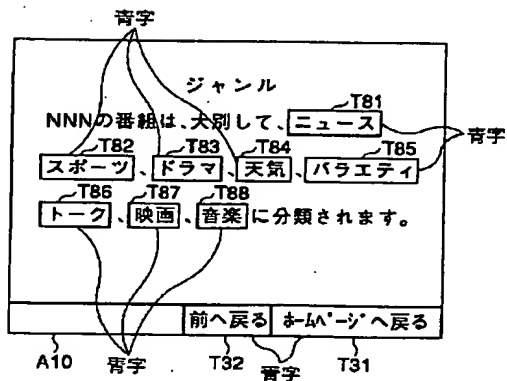 青字
ジャンル
T81
NNNの番組は、大別して、ニュース
T82 T83 T84 T85 青字
スポーツ、ドラマ、天気、バラエティ
T86 T87 T88
トーク、映画、音楽に分類されます。
前へ戻る ホームページへ戻る
A10 青字 T32 青字 T31